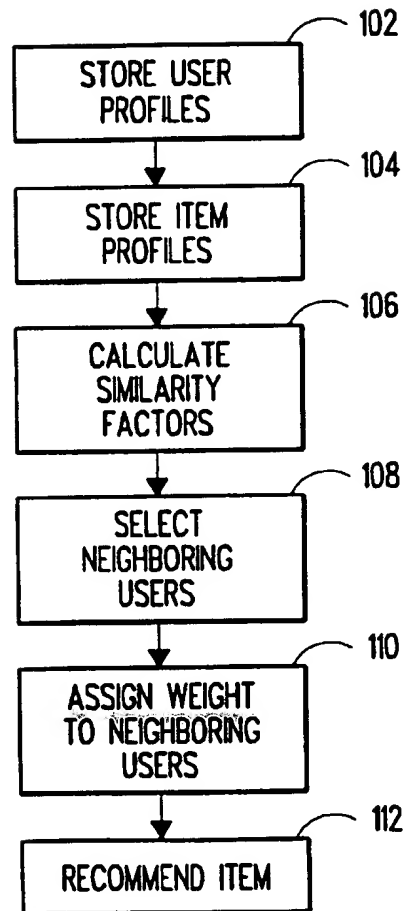 102
STORE USER
PROFILES
104
STORE ITEM
PROFILES
106
CALCULATE
SIMILARITY
FACTORS
108
SELECT
NEIGHBORING
USERS
110
ASSIGN WEIGHT
TO NEIGHBORING
USERS
112
RECOMMEND ITEM